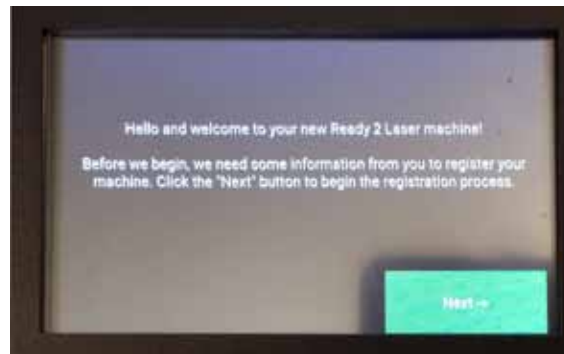 Hello and welcome to your new Ready 2 Laser machine!
Before we begin, we need some information from you to register your
machine. Click the "Next" button to begin the registration process.
Next →